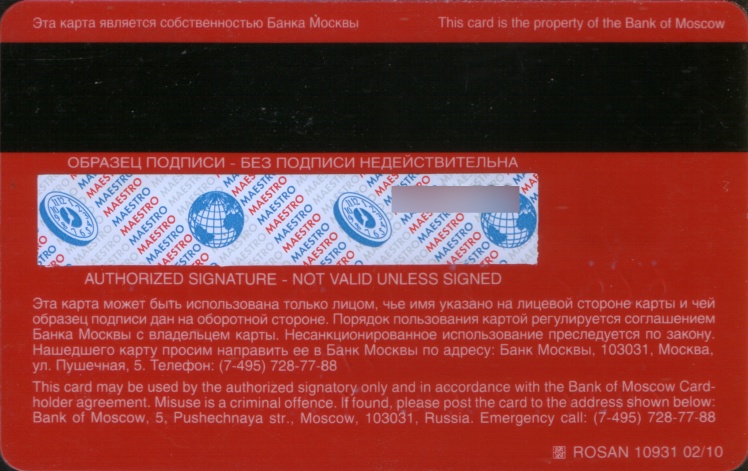 Эта карта является собственностью Банка Москвы
This card is the property of the Bank of Moscow
ОБРАЗЕЦ ПОДПИСИ - БЕЗ ПОДПИСИ НЕДЕЙСТВИТЕЛЬНА
MAESTRO MAESTRO MAESTRO MAESTRO
AUTHORIZED SIGNATURE - NOT VALID UNLESS SIGNED
Эта карта может быть использована только лицом, чье имя указано на лицевой стороне карты и чей
образец подписи дан на оборотной стороне. Порядок пользования картой регулируется соглашением
Банка Москвы с владельцем карты. Несанкционированное использование преследуется по закону.
Нашедшего карту просим направить ее в Банк Москвы по адресу: Банк Москвы, 103031, Москва,
ул. Пушечная, 5. Телефон: (7-495) 728-77-88
This card may be used by the authorized signatory only and in accordance with the Bank of Moscow Card-
holder agreement. Misuse is a criminal offence. If found, please post the card to the address shown below:
Bank of Moscow, 5, Pushechnaya str., Moscow, 103031, Russia. Emergency call: (7-495) 728-77-88
ROSAN 10931 02/10